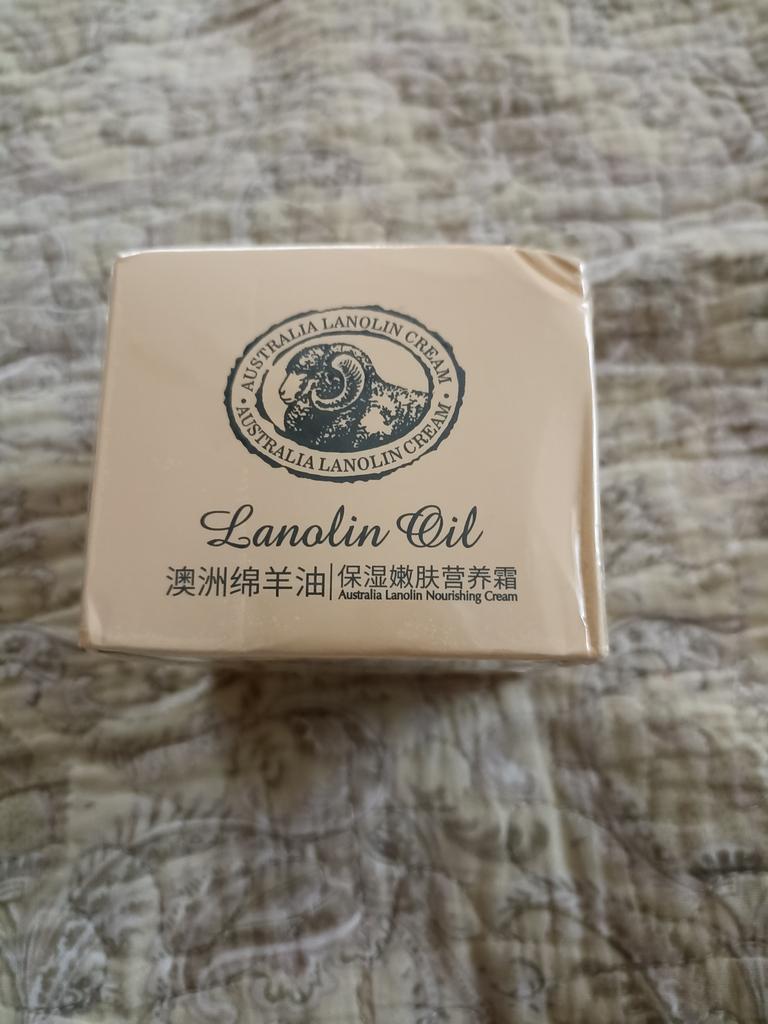 AUSTRALIA LANOLIN CREAM
AUSTRALIA LANOLIN CREAM
Lanolin Oil
澳洲绵羊油|保湿嫩肤营养霜
Australia Lanolin Nourishing Cream